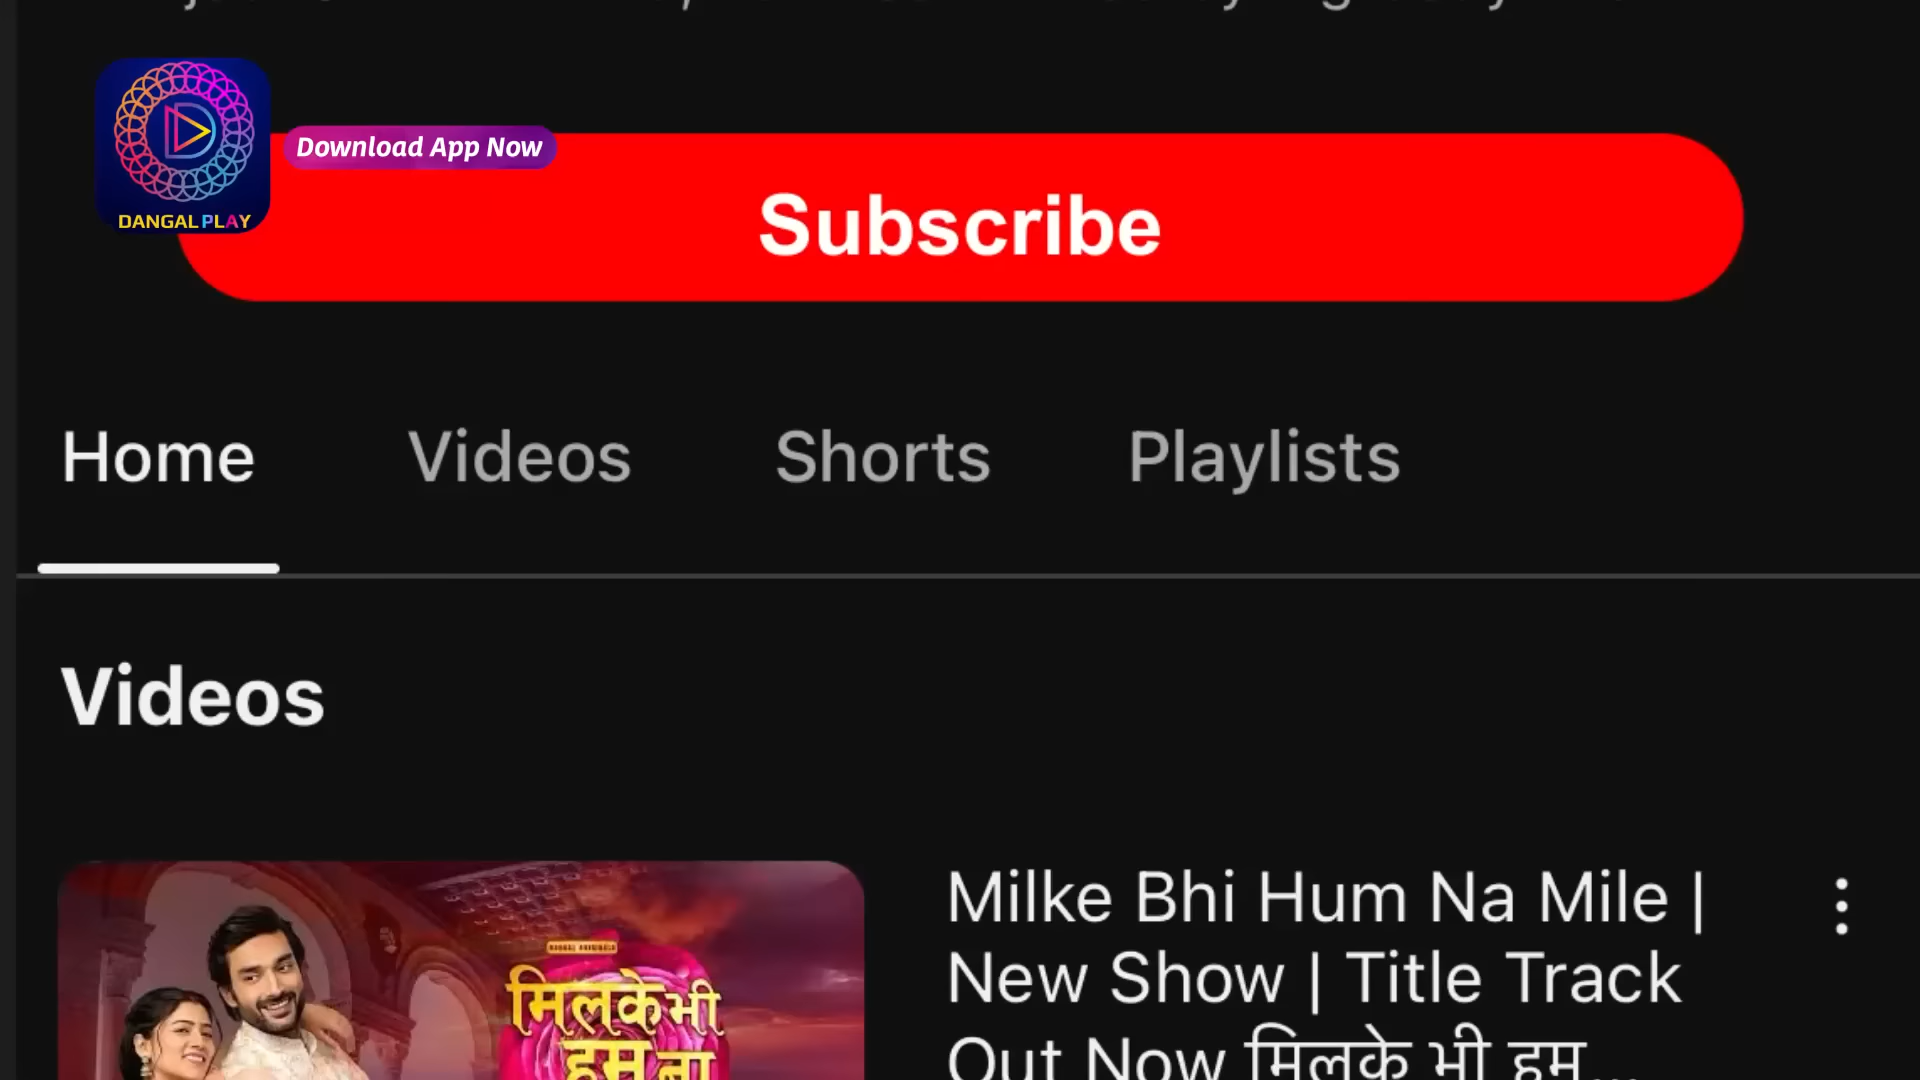 DANGAL PLAY
Download App Now
Subscribe
Home Videos Shorts Playlists
Videos
मिलके भी
हम ना
Milke Bhi Hum Na Mile |
New Show | Title Track
Out Now मिलके भी हम...